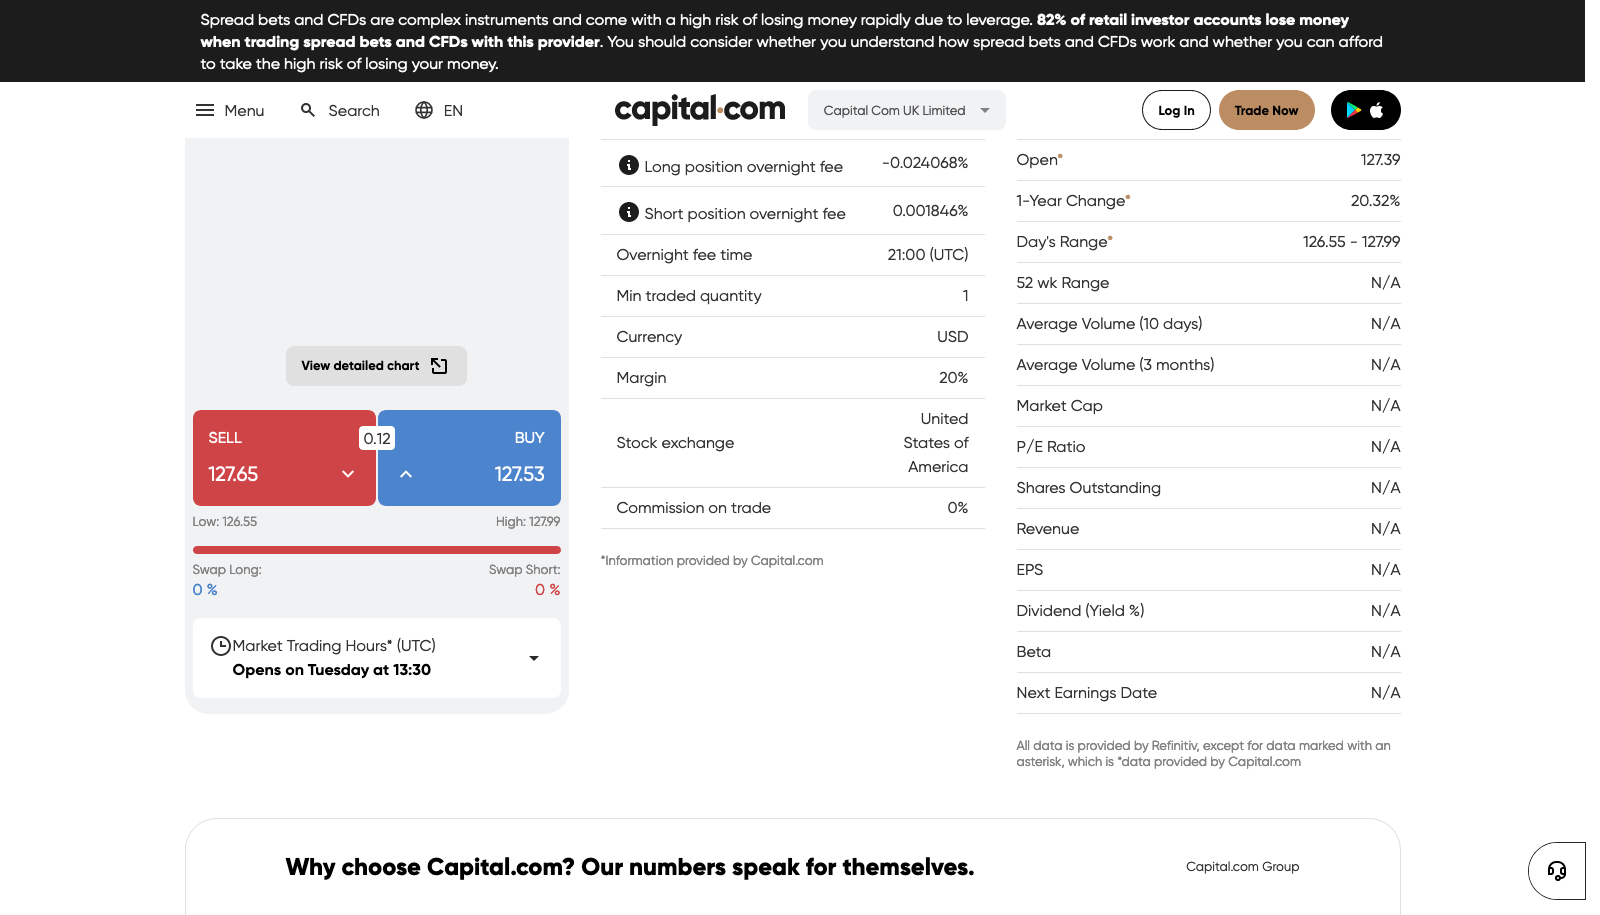 Spread bets and CFDs are complex instruments and come with a high risk of losing money rapidly due to leverage. 82% of retail investor accounts lose money
when trading spread bets and CFDs with this provider. You should consider whether you understand how spread bets and CFDs work and whether you can afford
to take the high risk of losing your money.
Menu Search EN capital.com Capital Com UK Limited Log In Trade Now
View detailed chart
SELL 0.12 BUY
127.65 127.53
Low: 126.55 High: 127.99
Swap Long: Swap Short:
0 % 0 %
Market Trading Hours* (UTC)
Opens on Tuesday at 13:30
Long position overnight fee -0.024068%
Short position overnight fee 0.001846%
Overnight fee time 21:00 (UTC)
Min traded quantity 1
Currency USD
Margin 20%
Stock exchange United
States of
America
Commission on trade 0%
*Information provided by Capital.com
Open* 127.39
1-Year Change* 20.32%
Day's Range* 126.55 - 127.99
52 wk Range N/A
Average Volume (10 days) N/A
Average Volume (3 months) N/A
Market Cap N/A
P/E Ratio N/A
Shares Outstanding N/A
Revenue N/A
EPS N/A
Dividend (Yield %) N/A
Beta N/A
Next Earnings Date N/A
All data is provided by Refinitiv, except for data marked with an
asterisk, which is *data provided by Capital.com
Why choose Capital.com? Our numbers speak for themselves. Capital.com Group